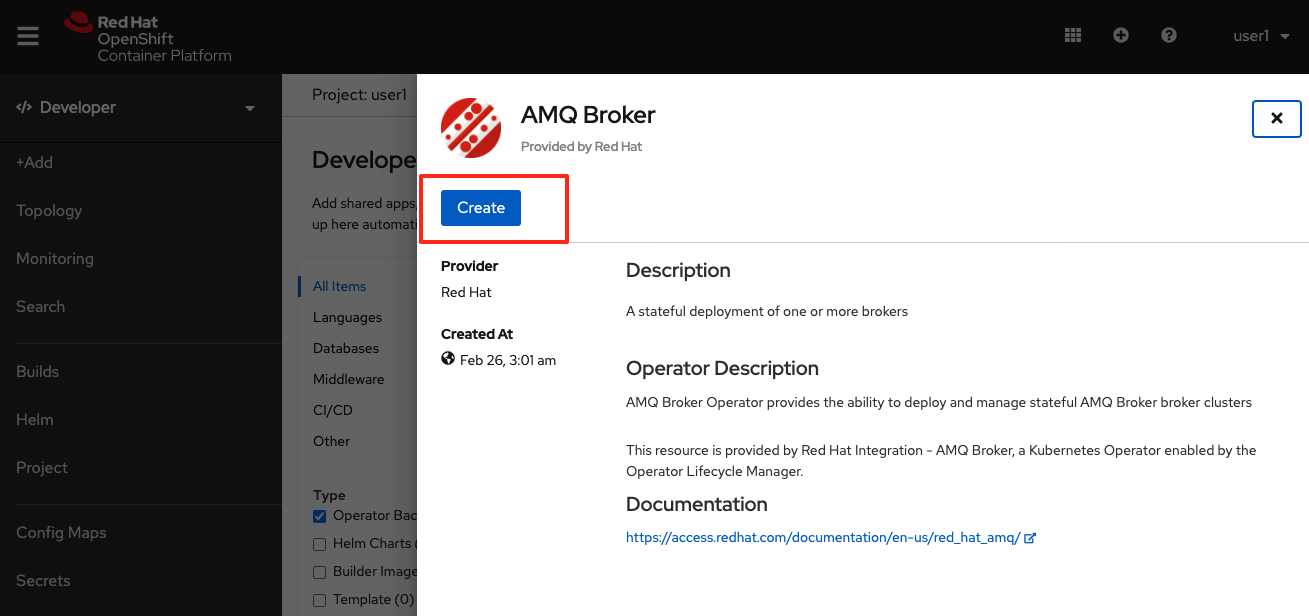 Red Hat
OpenShift
Container Platform
user1
Developer
+Add
Topology
Monitoring
Search
Builds
Helm
Project
Config Maps
Secrets
Project: user1
Develope
Add shared apps,
up here automati
All Items
Languages
Databases
Middleware
CI/CD
Other
Type
Operator Bac
Helm Charts (
Builder Image
Template (0)
AMQ Broker
Provided by Red Hat
Create
Provider
Red Hat
Created At
Feb 26, 3:01 am
Description
A stateful deployment of one or more brokers
Operator Description
AMQ Broker Operator provides the ability to deploy and manage stateful AMQ Broker broker clusters
This resource is provided by Red Hat Integration - AMQ Broker, a Kubernetes Operator enabled by the
Operator Lifecycle Manager.
Documentation
https://access.redhat.com/documentation/en-us/red_hat_amq/